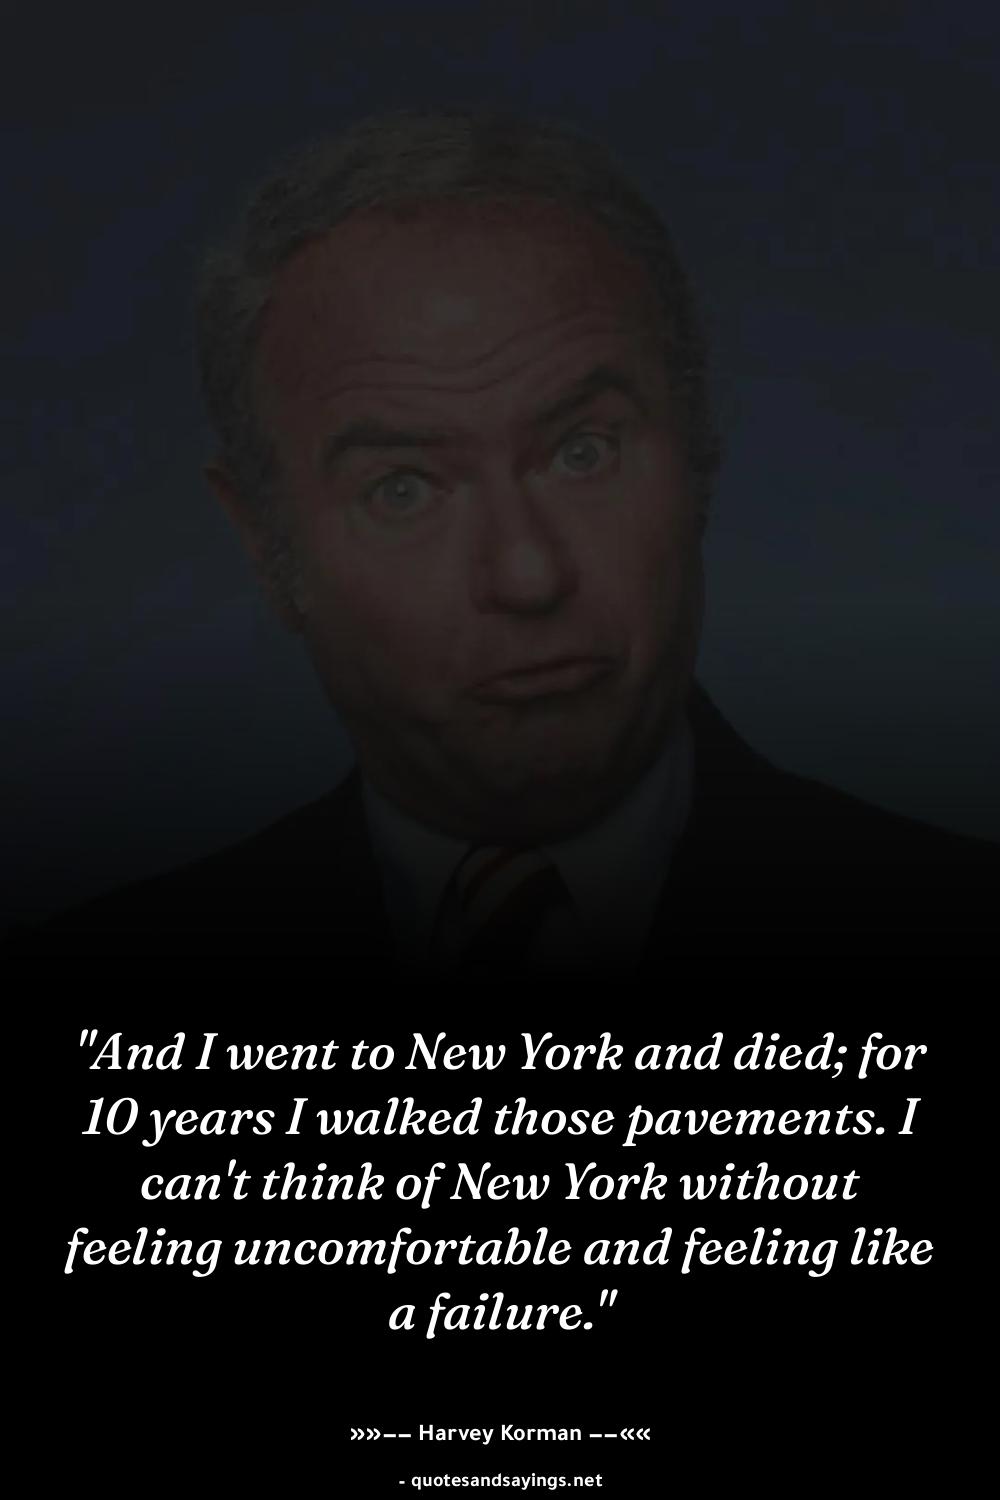 "And I went to New York and died; for
10 years I walked those pavements. I
can't think of New York without
feeling uncomfortable and feeling like
a failure."
»»–– Harvey Korman ––««
- quotesandsayings.net